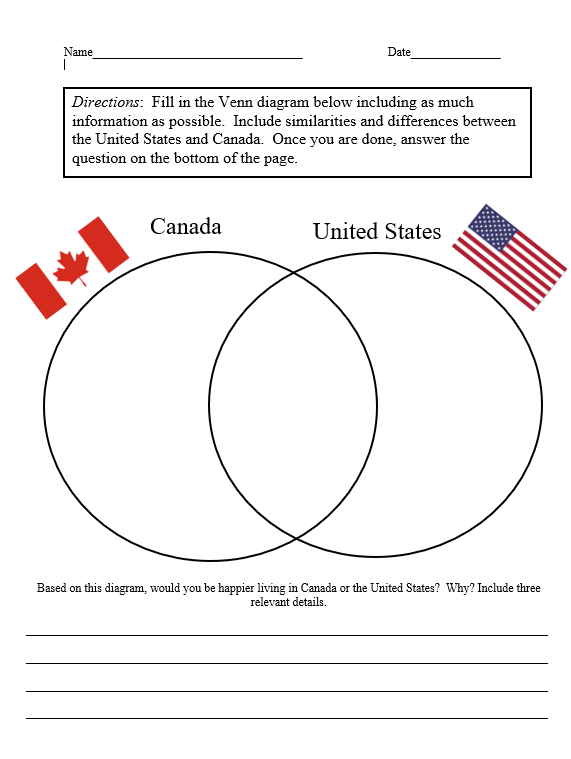 Name___________________________________ Date_______________
Directions:  Fill in the Venn diagram below including as much
information as possible.  Include similarities and differences between
the United States and Canada.  Once you are done, answer the
question on the bottom of the page.
Canada
United States
Based on this diagram, would you be happier living in Canada or the United States?  Why? Include three
relevant details.